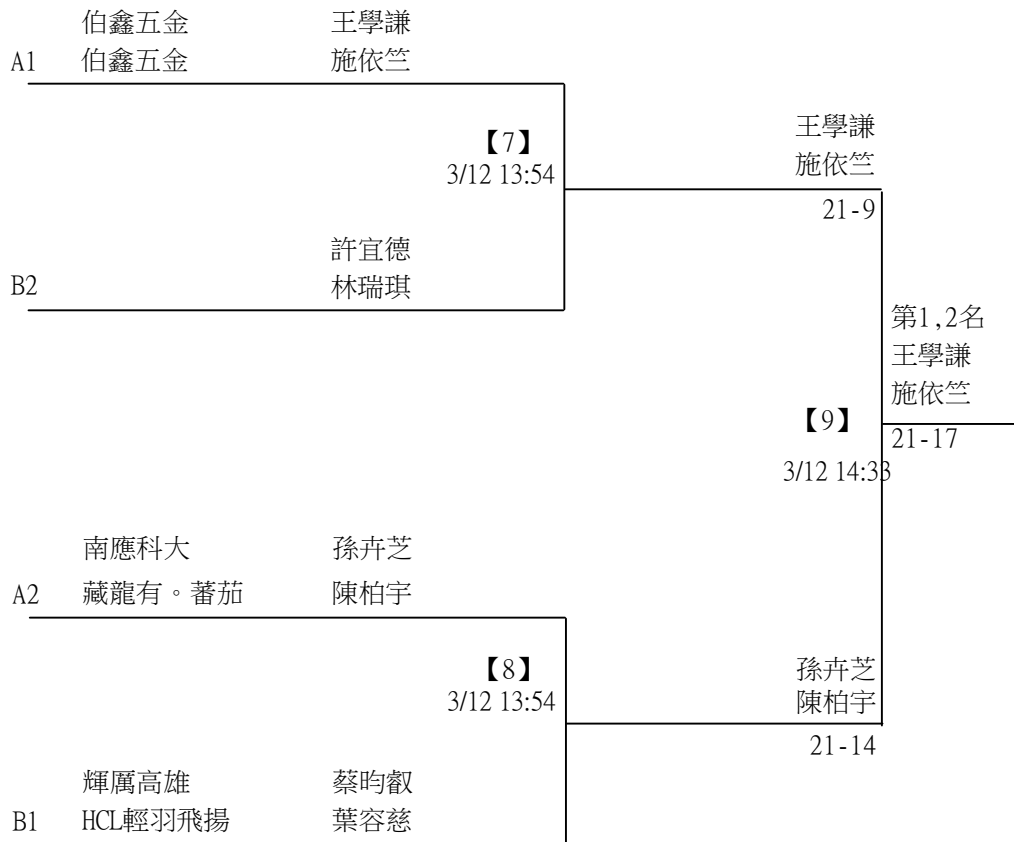 伯鑫五金 王學謙
A1 伯鑫五金 施依竺
【7】
3/12 13:54
王學謙
施依竺
21-9
許宜德
B2 林瑞琪
第1,2名
王學謙
施依竺
【9】
21-17
3/12 14:33
南應科大 孫卉芝
A2 藏龍有。蕃茄 陳柏宇
【8】
3/12 13:54
孫卉芝
陳柏宇
21-14
輝厲高雄 蔡昀叡
B1 HCL輕羽飛揚 葉容慈